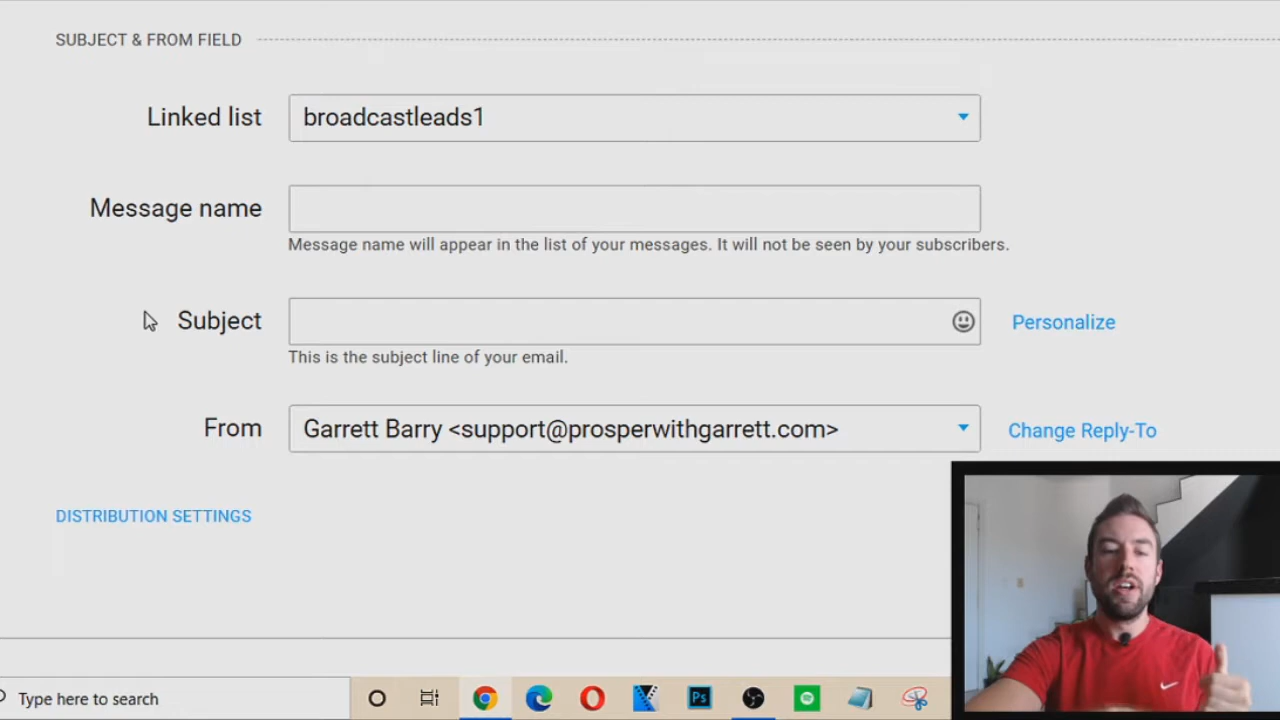 SUBJECT & FROM FIELD
Linked list
broadcastleads1
Message name
Message name will appear in the list of your messages. It will not be seen by your subscribers.
Subject
Personalize
This is the subject line of your email.
From
Garrett Barry <support@prosperwithgarrett.com>
Change Reply-To
DISTRIBUTION SETTINGS
Type here to search
Ps